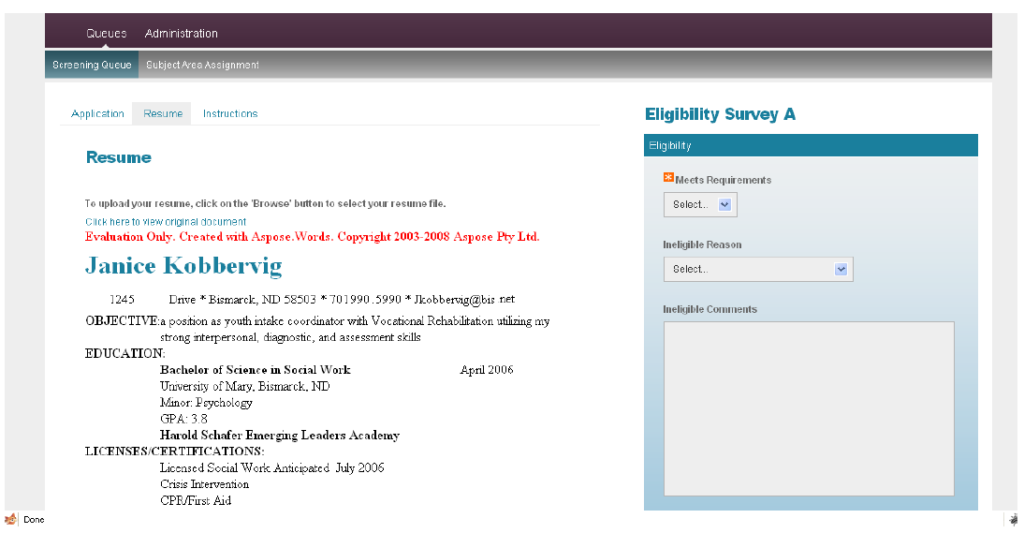 Queues Administration
Screening Queue Subject Area Assignment
Application Resume Instructions
Resume
To upload your resume, click on the 'Browse' button to select your resume file.
Click here to view original document
Evaluation Only. Created with Aspose.Words. Copyright 2003-2008 Aspose Pty Ltd.
Janice Kobbervig
1245 Drive * Bismarck, ND 58503 * 701990.5990 * Jkobbervig@bis.net
OBJECTIVE:a position as youth intake coordinator with Vocational Rehabilitation utilizing my
strong interpersonal, diagnostic, and assessment skills
EDUCATION:
Bachelor of Science in Social Work April 2006
University of Mary, Bismarck, ND
Minor: Psychology
GPA: 3.8
Harold Schafer Emerging Leaders Academy
LICENSES/CERTIFICATIONS:
Licensed Social Work Anticipated July 2006
Crisis Intervention
CPR/First Aid
Eligibility Survey A
Eligibility
Meets Requirements
Select...
Ineligible Reason
Select...
Ineligible Comments
Done